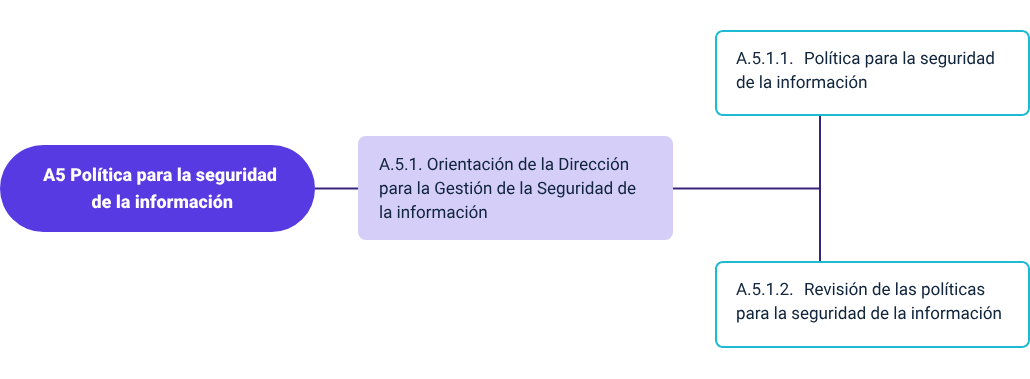 A5 Política para la seguridad
de la información
A.5.1. Orientación de la Dirección
para la Gestión de la Seguridad de
la información
A.5.1.1. Política para la seguridad
de la información
A.5.1.2. Revisión de las políticas
para la seguridad de la información